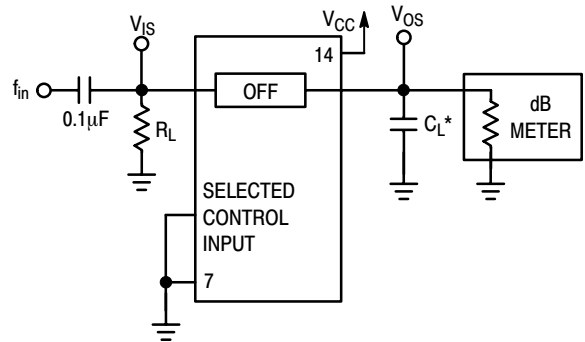 V_IS
V_CC
V_OS
14
f_in
0.1μF
R_L
OFF
C_L*
dB
METER
SELECTED
CONTROL
INPUT
7